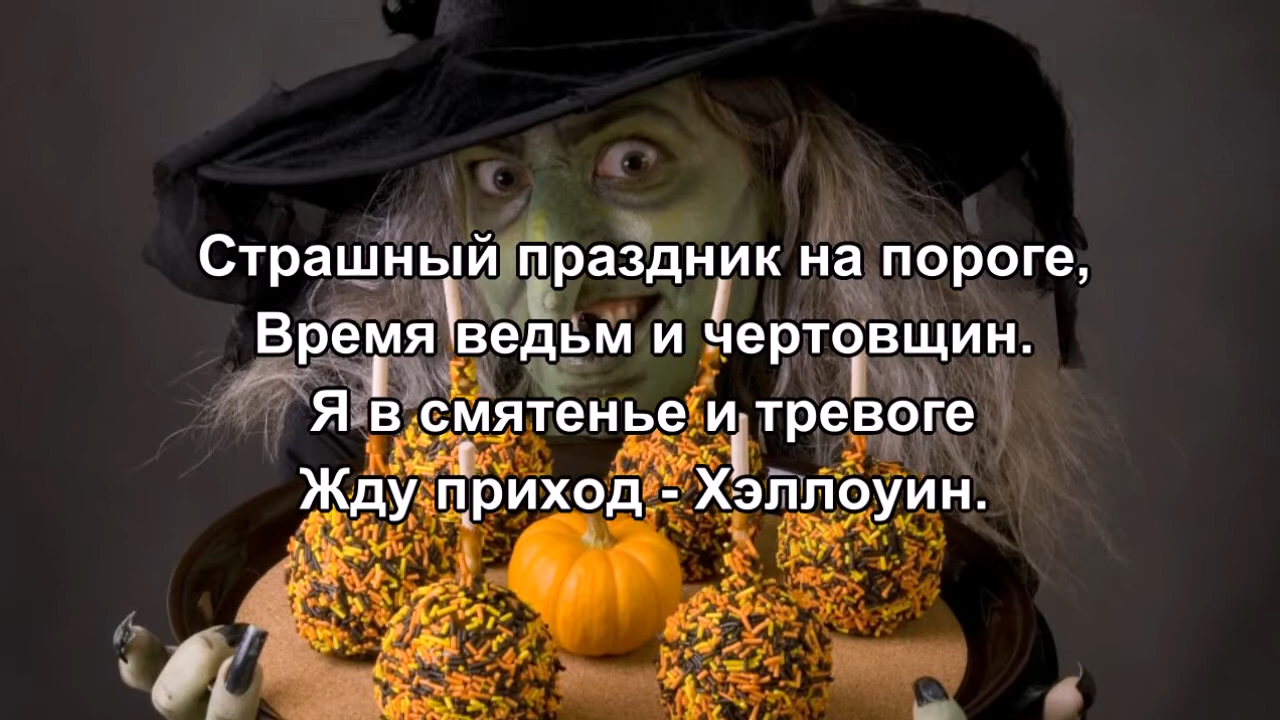 Страшный праздник на пороге,
Время ведьм и чертовщин.
Я в смятенье и тревоге
Жду приход - Хэллоуин.